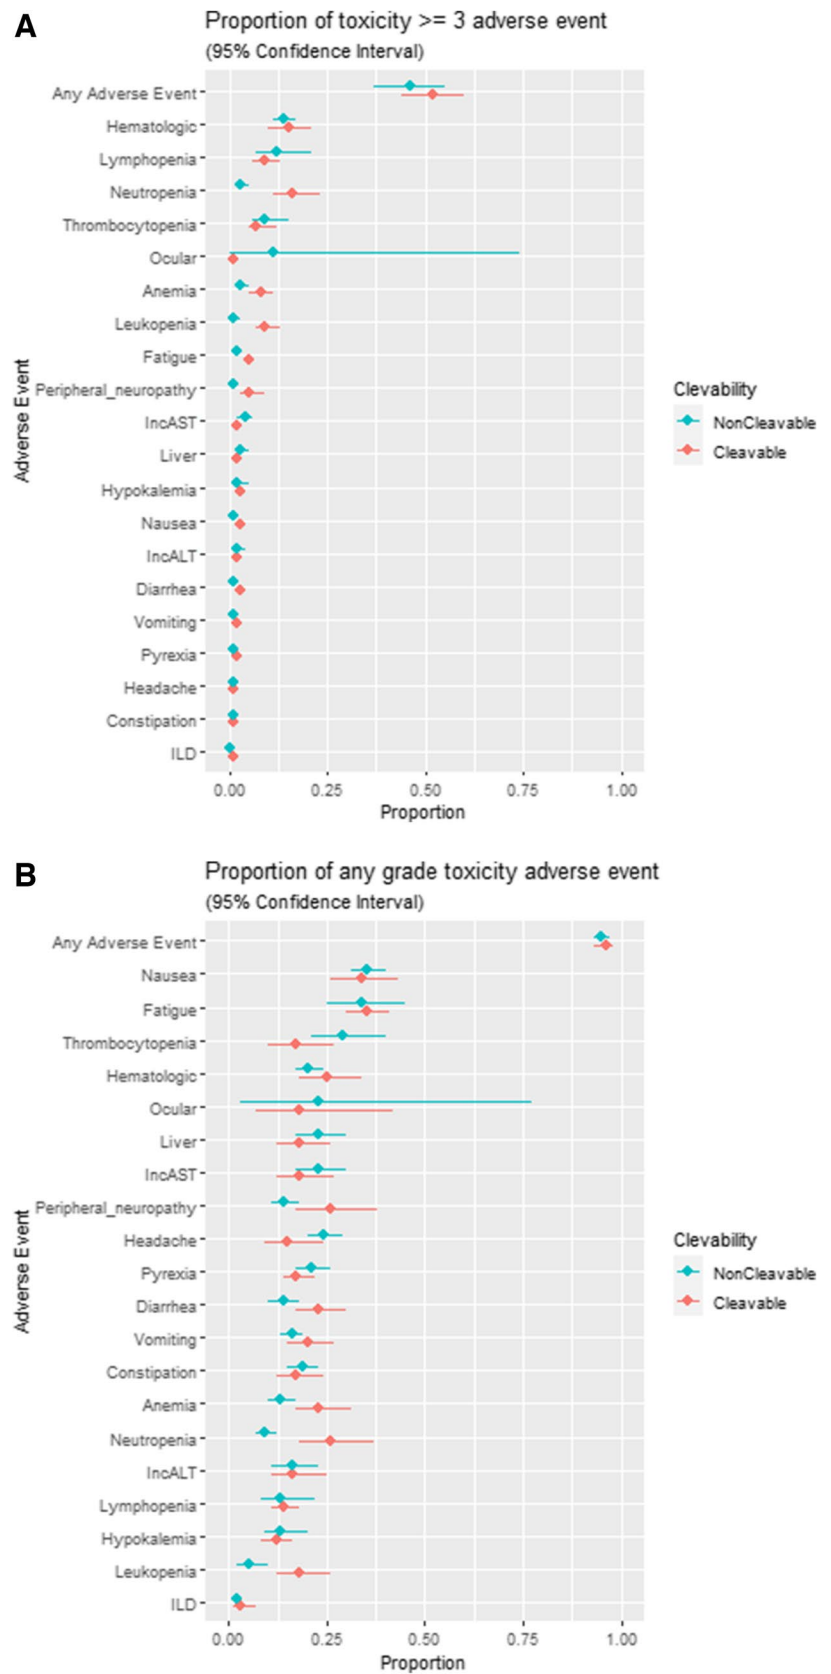 A
Proportion of toxicity >= 3 adverse event
(95% Confidence Interval)
Any Adverse Event
Hematologic
Lymphopenia
Neutropenia
Thrombocytopenia
Ocular
Anemia
Leukopenia
Fatigue
Peripheral_neuropathy
IncAST
Liver
Hypokalemia
Nausea
IncALT
Diarrhea
Vomiting
Pyrexia
Headache
Constipation
ILD
Adverse Event
0.00 0.25 0.50 0.75 1.00
Proportion
Clevability
NonCleavable
Cleavable
B
Proportion of any grade toxicity adverse event
(95% Confidence Interval)
Any Adverse Event
Nausea
Fatigue
Thrombocytopenia
Hematologic
Ocular
Liver
IncAST
Peripheral_neuropathy
Headache
Pyrexia
Diarrhea
Vomiting
Constipation
Anemia
Neutropenia
IncALT
Lymphopenia
Hypokalemia
Leukopenia
ILD
Adverse Event
0.00 0.25 0.50 0.75 1.00
Proportion
Clevability
NonCleavable
Cleavable